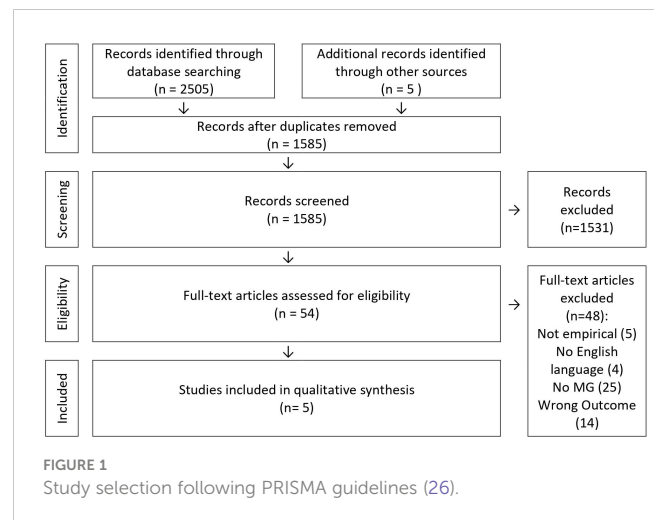 Identification
Records identified through
database searching
(n = 2505)
Additional records identified
through other sources
(n = 5 )
Records after duplicates removed
(n = 1585)
Screening
Records screened
(n = 1585)
Records
excluded
(n=1531)
Eligibility
Full-text articles assessed for eligibility
(n = 54)
Full-text articles
excluded
(n=48):
Not empirical (5)
No English
language (4)
No MG (25)
Wrong Outcome
(14)
Included
Studies included in qualitative synthesis
(n= 5)
FIGURE 1
Study selection following PRISMA guidelines (26).